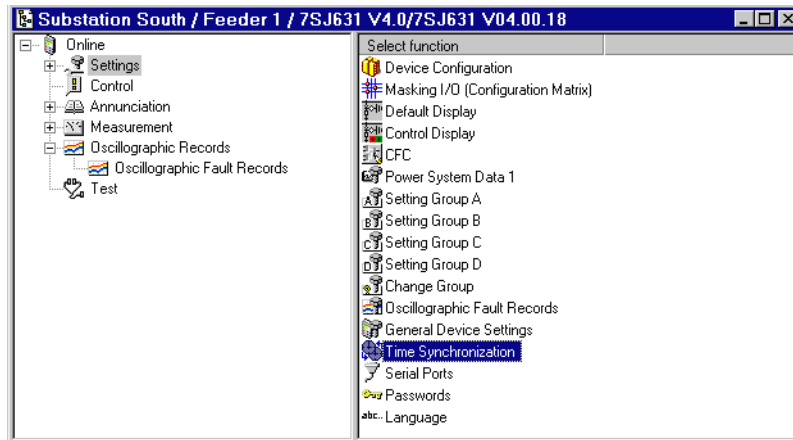 Substation South / Feeder 1 / 7SJ631 V4.0/7SJ631 V04.00.18
Online
Settings
Control
Annunciation
Measurement
Oscillographic Records
Oscillographic Fault Records
Test
Select function
Device Configuration
Masking I/O (Configuration Matrix)
Default Display
Control Display
CFC
Power System Data 1
A Setting Group A
B Setting Group B
C Setting Group C
D Setting Group D
Change Group
Oscillographic Fault Records
General Device Settings
Time Synchronization
Serial Ports
Passwords
abc.. Language